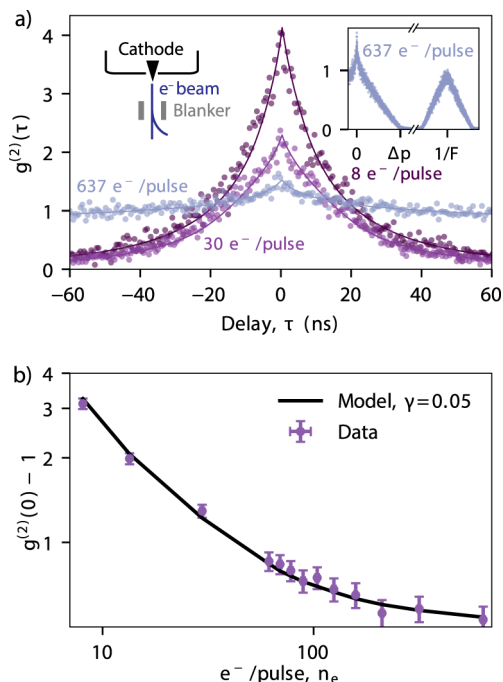 a)
4
3
2
1
0
g⁽²⁾(τ)
Cathode
e⁻ beam
Blanker
637 e⁻/pulse
30 e⁻/pulse
8 e⁻/pulse
637 e⁻/pulse
1
0
0 Δp 1/F
−60 −40 −20 0 20 40 60
Delay, τ (ns)
b)
4
3
2
1
g⁽²⁾(0) − 1
Model, γ=0.05
Data
10 100
e⁻/pulse, nₑ